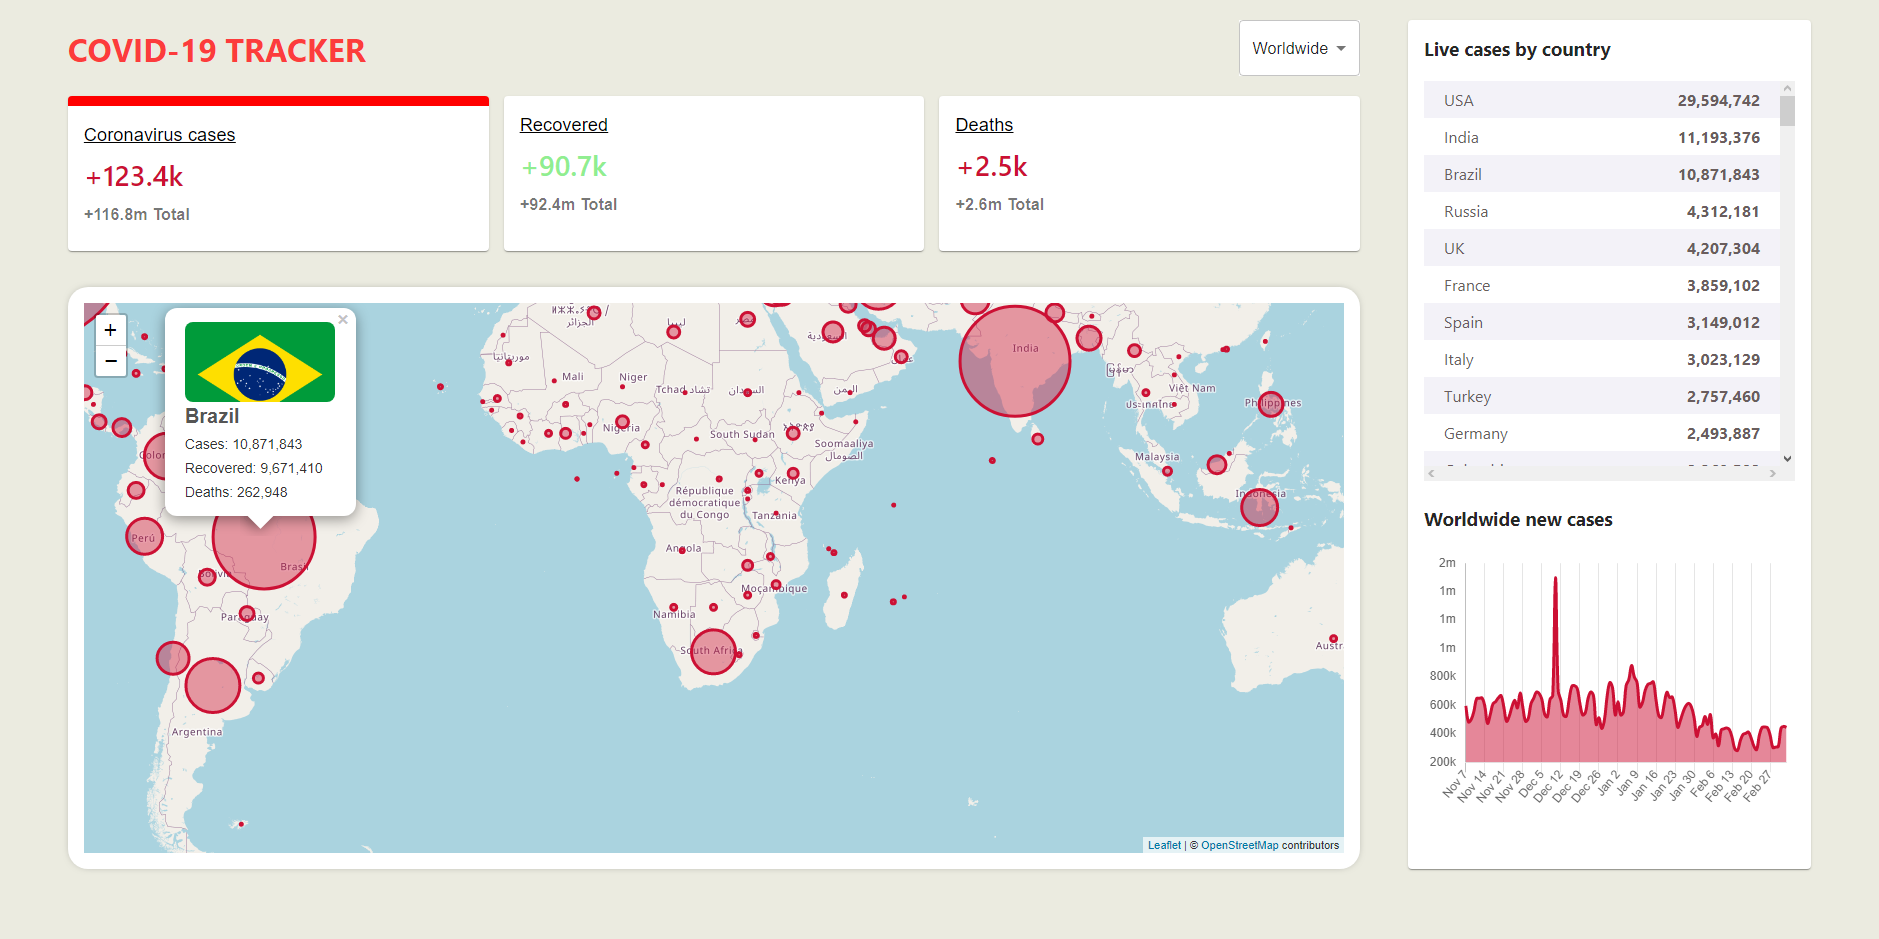 COVID-19 TRACKER
Worldwide
Coronavirus cases
+123.4k
+116.8m Total
Recovered
+90.7k
+92.4m Total
Deaths
+2.5k
+2.6m Total
+
−
×
Brazil
Cases: 10,871,843
Recovered: 9,671,410
Deaths: 262,948
Perú
Brasil
Bolivia
Paraguay
Argentina
الجزائر
ليبيا
موريتانيا
Mali
Niger
Tchad تشاد
السودان
اليمن
Nigeria
South Sudan
Soomaaliya
الصومال
Kenya
République
démocratique
du Congo
Tanzania
Angola
Moçambique
Namibia
South Africa
India
Việt Nam
Philippines
Malaysia
Indonesia
Austr
Leaflet | © OpenStreetMap contributors
Live cases by country
USA 29,594,742
India 11,193,376
Brazil 10,871,843
Russia 4,312,181
UK 4,207,304
France 3,859,102
Spain 3,149,012
Italy 3,023,129
Turkey 2,757,460
Germany 2,493,887
Worldwide new cases
2m
1m
1m
1m
800k
600k
400k
200k
Nov 7
Nov 14
Nov 21
Nov 28
Dec 5
Dec 12
Dec 19
Dec 26
Jan 2
Jan 9
Jan 16
Jan 23
Jan 30
Feb 6
Feb 13
Feb 20
Feb 27